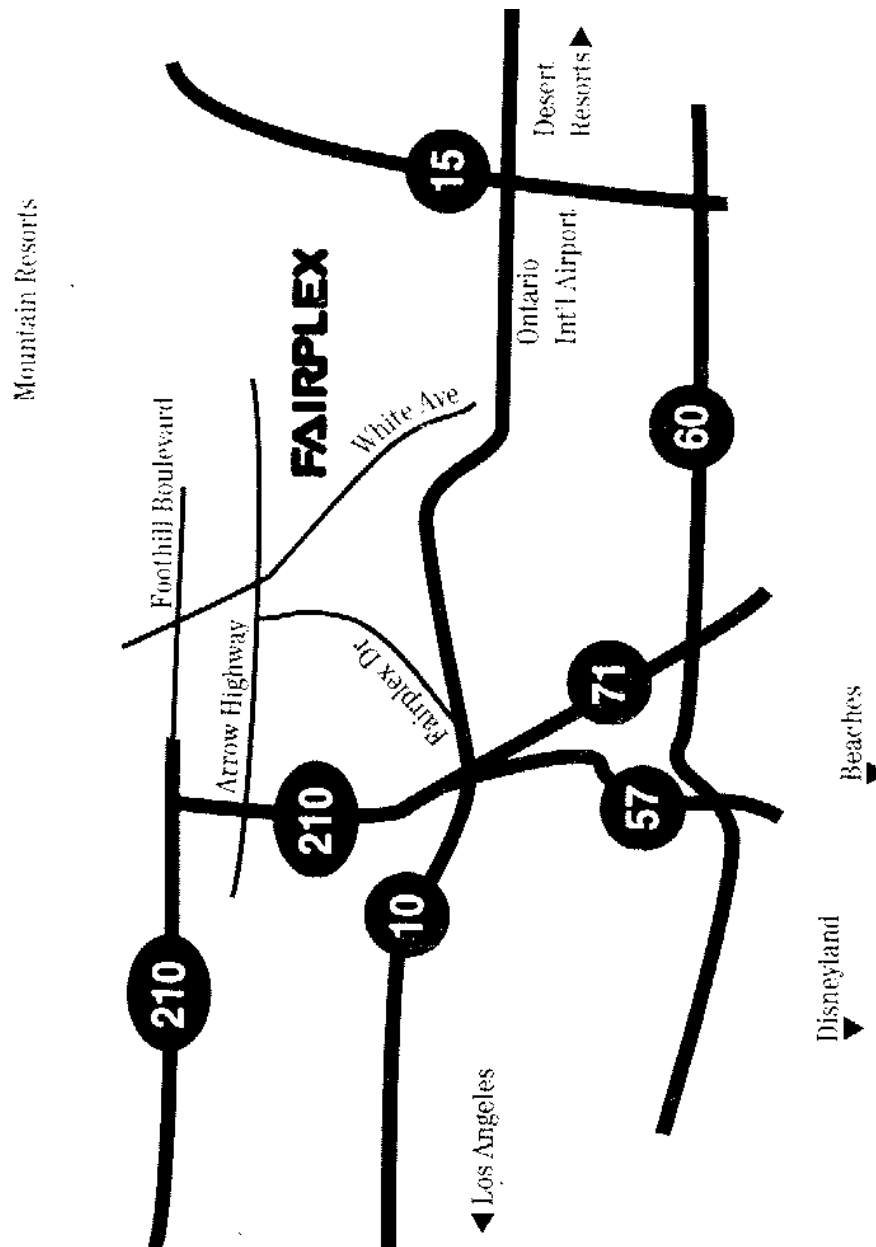 Mountain Resorts
Foothill Boulevard
210
Arrow Highway
210
FAIRPLEX
White Ave
Fairplex Dr
15
10
Los Angeles
Ontario
Int'l Airport
Desert
Resorts
71
57
60
Disneyland
Beaches